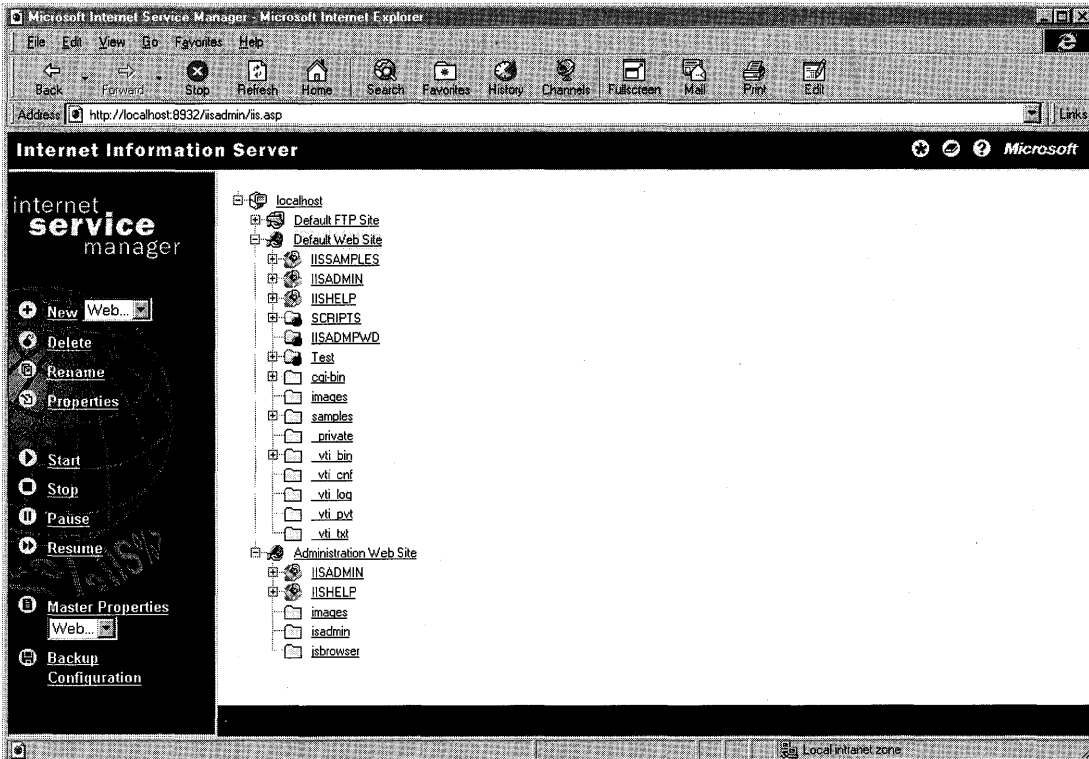 Microsoft Internet Service Manager - Microsoft Internet Explorer
File Edit View Go Favorites Help
Back Forward Stop Refresh Home Search Favorites History Channels Fullscreen Mail Print Edit
Address http://localhost:8932/iisadmin/iis.asp Links
Internet Information Server Microsoft
internet
service
manager
New Web...
Delete
Rename
Properties
Start
Stop
Pause
Resume
Master Properties
Web...
Backup
Configuration
localhost
Default FTP Site
Default Web Site
IISSAMPLES
IISADMIN
IISHELP
SCRIPTS
IISADMPWD
Test
cgi-bin
images
samples
_private
_vti_bin
_vti_cnf
_vti_log
_vti_pvt
_vti_txt
Administration Web Site
IISADMIN
IISHELP
images
isadmin
jsbrowser
Local intranet zone